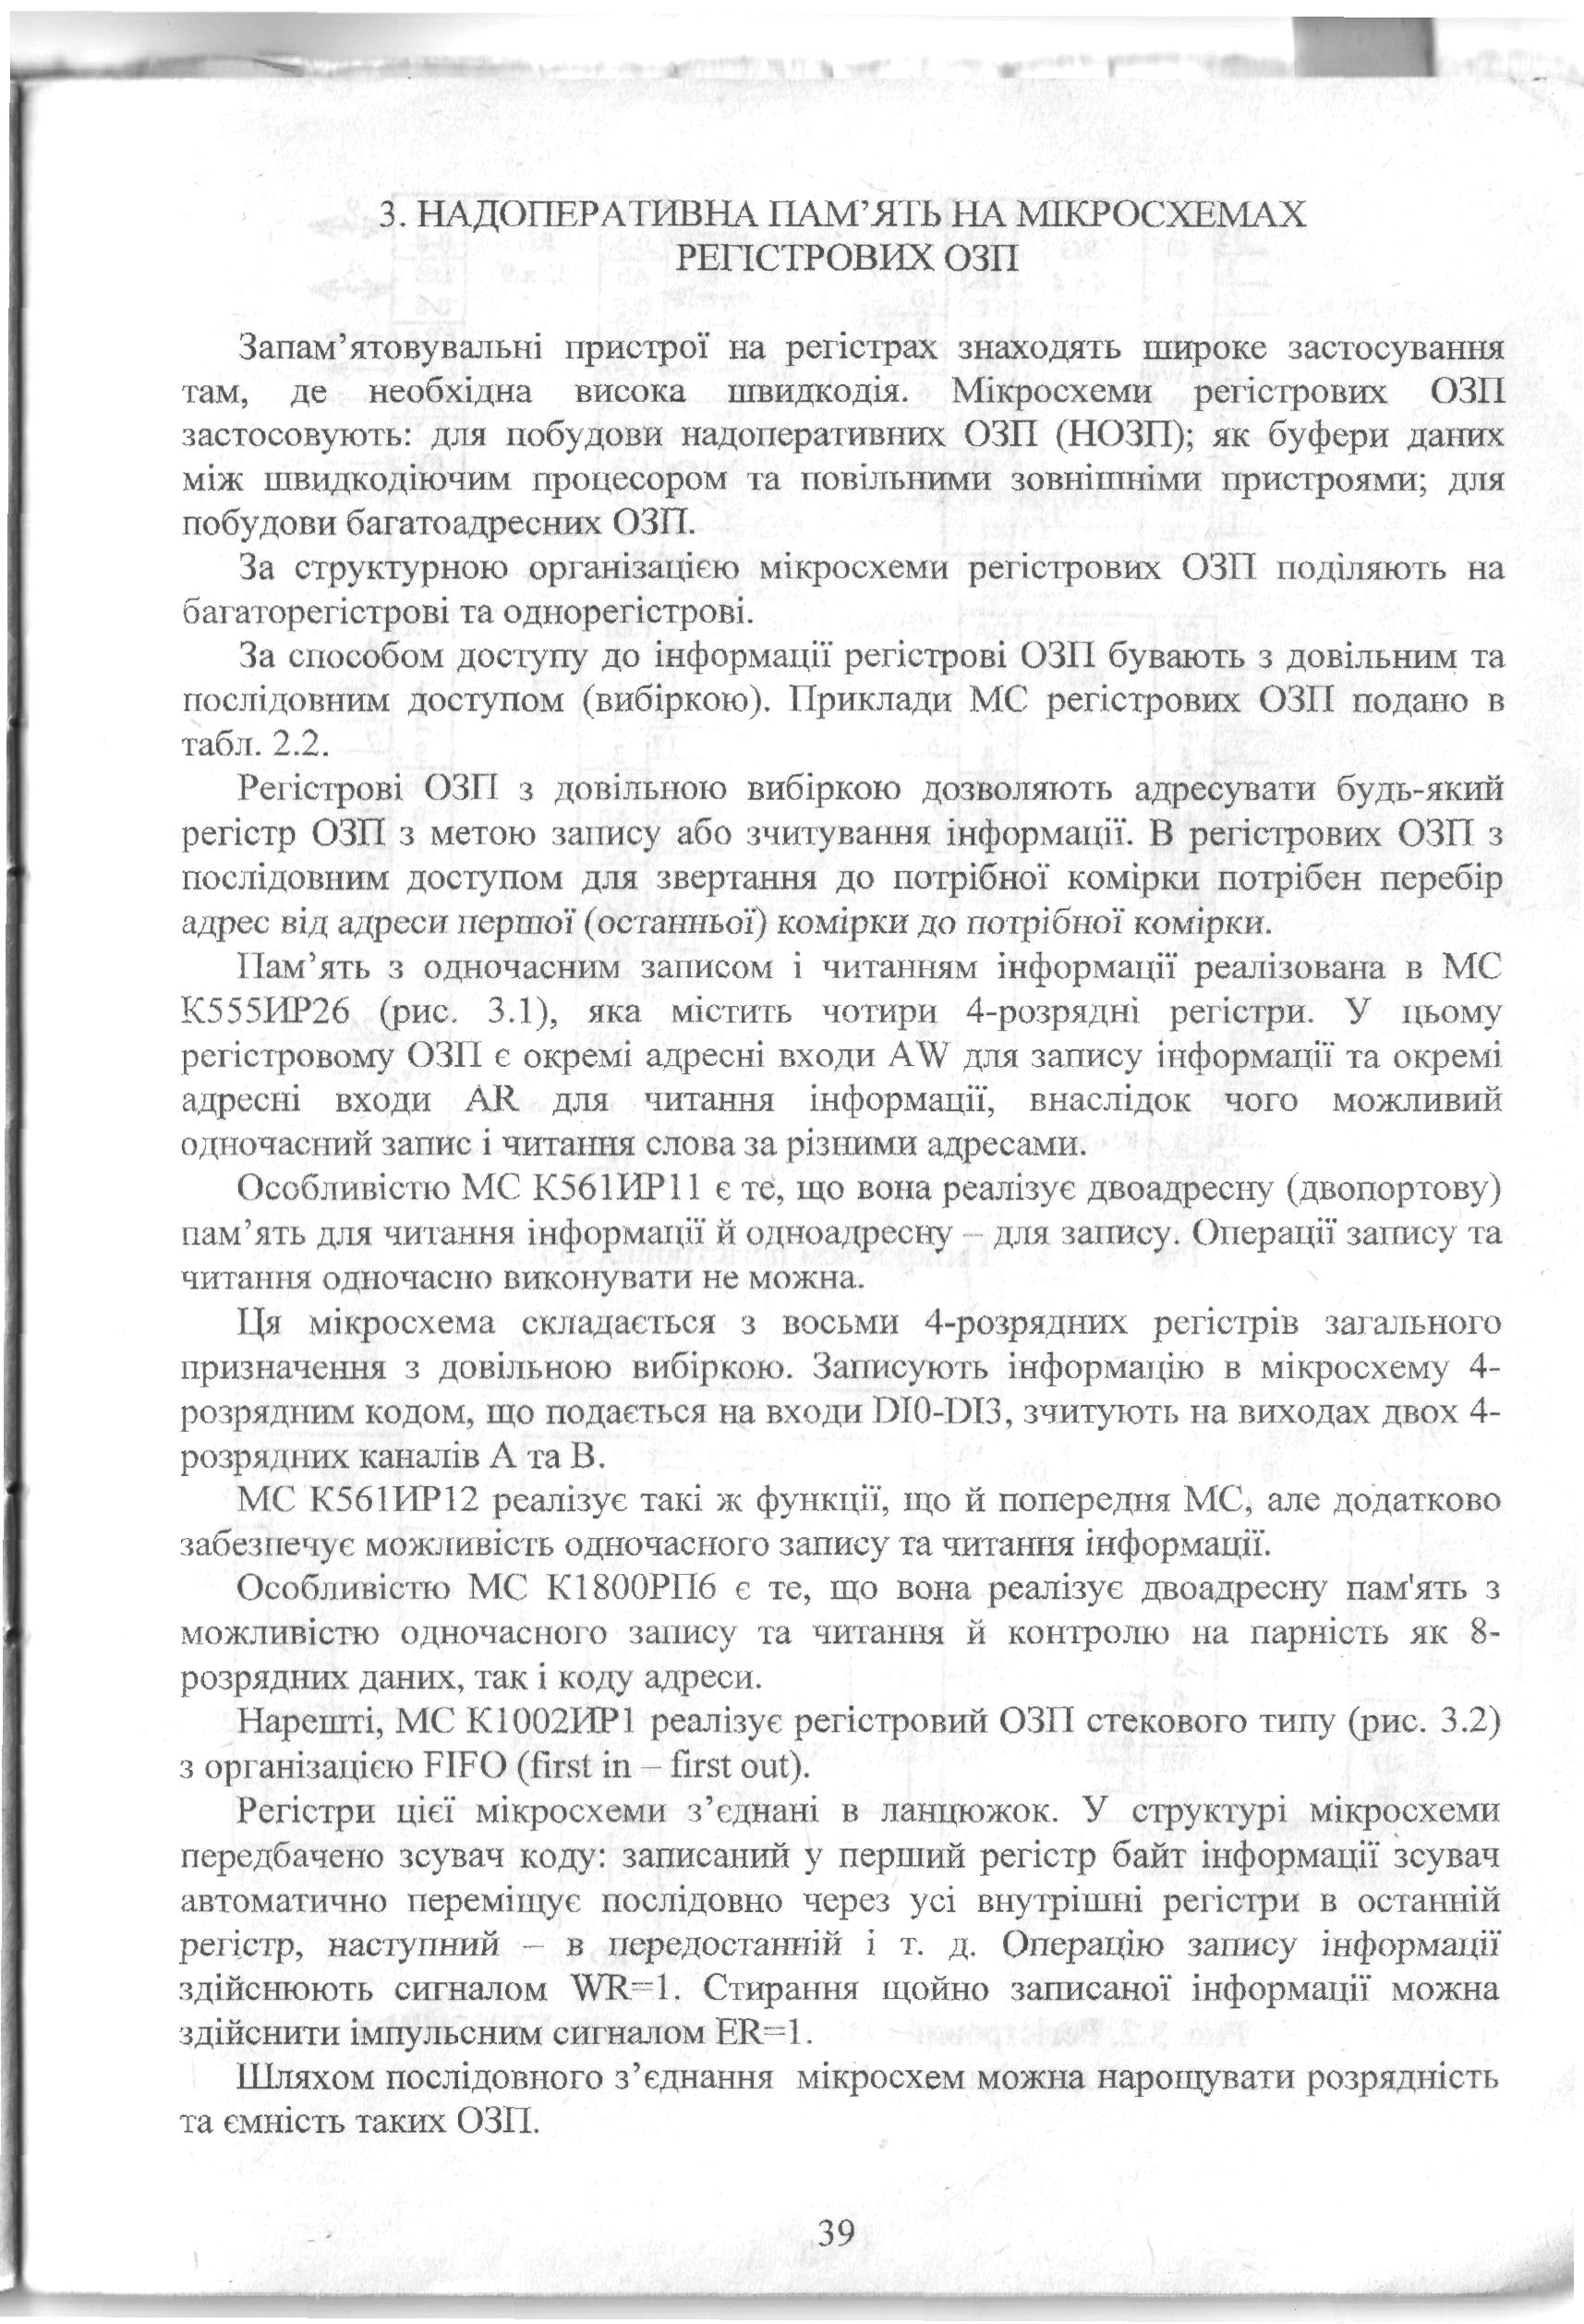 3. НАДОПЕРАТИВНА ПАМ’ЯТЬ НА МІКРОСХЕМАХ
РЕГІСТРОВИХ ОЗП
Запам’ятовувальні пристрої на регістрах знаходять широке застосування
там, де необхідна висока швидкодія. Мікросхеми регістрових ОЗП
застосовують: для побудови надоперативних ОЗП (НОЗП); як буфери даних
між швидкодіючим процесором та повільними зовнішніми пристроями; для
побудови багатоадресних ОЗП.
За структурною організацією мікросхеми регістрових ОЗП поділяють на
багаторегістрові та однорегістрові.
За способом доступу до інформації регістрові ОЗП бувають з довільним та
послідовним доступом (вибіркою). Приклади МС регістрових ОЗП подано в
табл. 2.2.
Регістрові ОЗП з довільною вибіркою дозволяють адресувати будь-який
регістр ОЗП з метою запису або зчитування інформації. В регістрових ОЗП з
послідовним доступом для звертання до потрібної комірки потрібен перебір
адрес від адреси першої (останньої) комірки до потрібної комірки.
Пам’ять з одночасним записом і читанням інформації реалізована в МС
К555ИР26 (рис. 3.1), яка містить чотири 4-розрядні регістри. У цьому
регістровому ОЗП є окремі адресні входи AW для запису інформації та окремі
адресні входи AR для читання інформації, внаслідок чого можливий
одночасний запис і читання слова за різними адресами.
Особливістю МС К561ИР11 є те, що вона реалізує двоадресну (двопортову)
пам’ять для читання інформації й одноадресну – для запису. Операції запису та
читання одночасно виконувати не можна.
Ця мікросхема складається з восьми 4-розрядних регістрів загального
призначення з довільною вибіркою. Записують інформацію в мікросхему 4-
розрядним кодом, що подається на входи DI0-DI3, зчитують на виходах двох 4-
розрядних каналів А та В.
МС К561ИР12 реалізує такі ж функції, що й попередня МС, але додатково
забезпечує можливість одночасного запису та читання інформації.
Особливістю МС К1800РП6 є те, що вона реалізує двоадресну пам'ять з
можливістю одночасного запису та читання й контролю на парність як 8-
розрядних даних, так і коду адреси.
Нарешті, МС К1002ИР1 реалізує регістровий ОЗП стекового типу (рис. 3.2)
з організацією FIFO (first in – first out).
Регістри цієї мікросхеми з’єднані в ланцюжок. У структурі мікросхеми
передбачено зсувач коду: записаний у перший регістр байт інформації зсувач
автоматично переміщує послідовно через усі внутрішні регістри в останній
регістр, наступний – в передостанній і т. д. Операцію запису інформації
здійснюють сигналом WR=1. Стирання щойно записаної інформації можна
здійснити імпульсним сигналом ER=1.
Шляхом послідовного з’єднання мікросхем можна нарощувати розрядність
та ємність таких ОЗП.
39